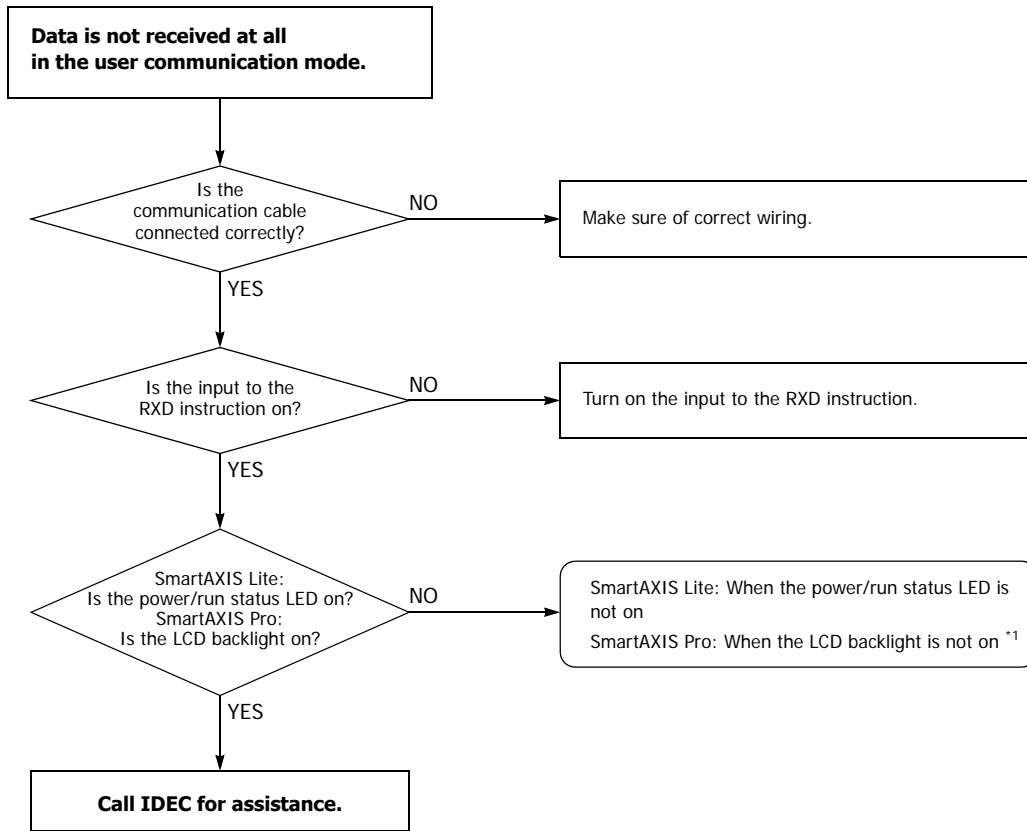 Data is not received at all
in the user communication mode.
Is the
communication cable
connected correctly?
NO
Make sure of correct wiring.
YES
Is the input to the
RXD instruction on?
NO
Turn on the input to the RXD instruction.
YES
SmartAXIS Lite:
Is the power/run status LED on?
SmartAXIS Pro:
Is the LCD backlight on?
NO
SmartAXIS Lite: When the power/run status LED is
not on
SmartAXIS Pro: When the LCD backlight is not on *1
YES
Call IDEC for assistance.